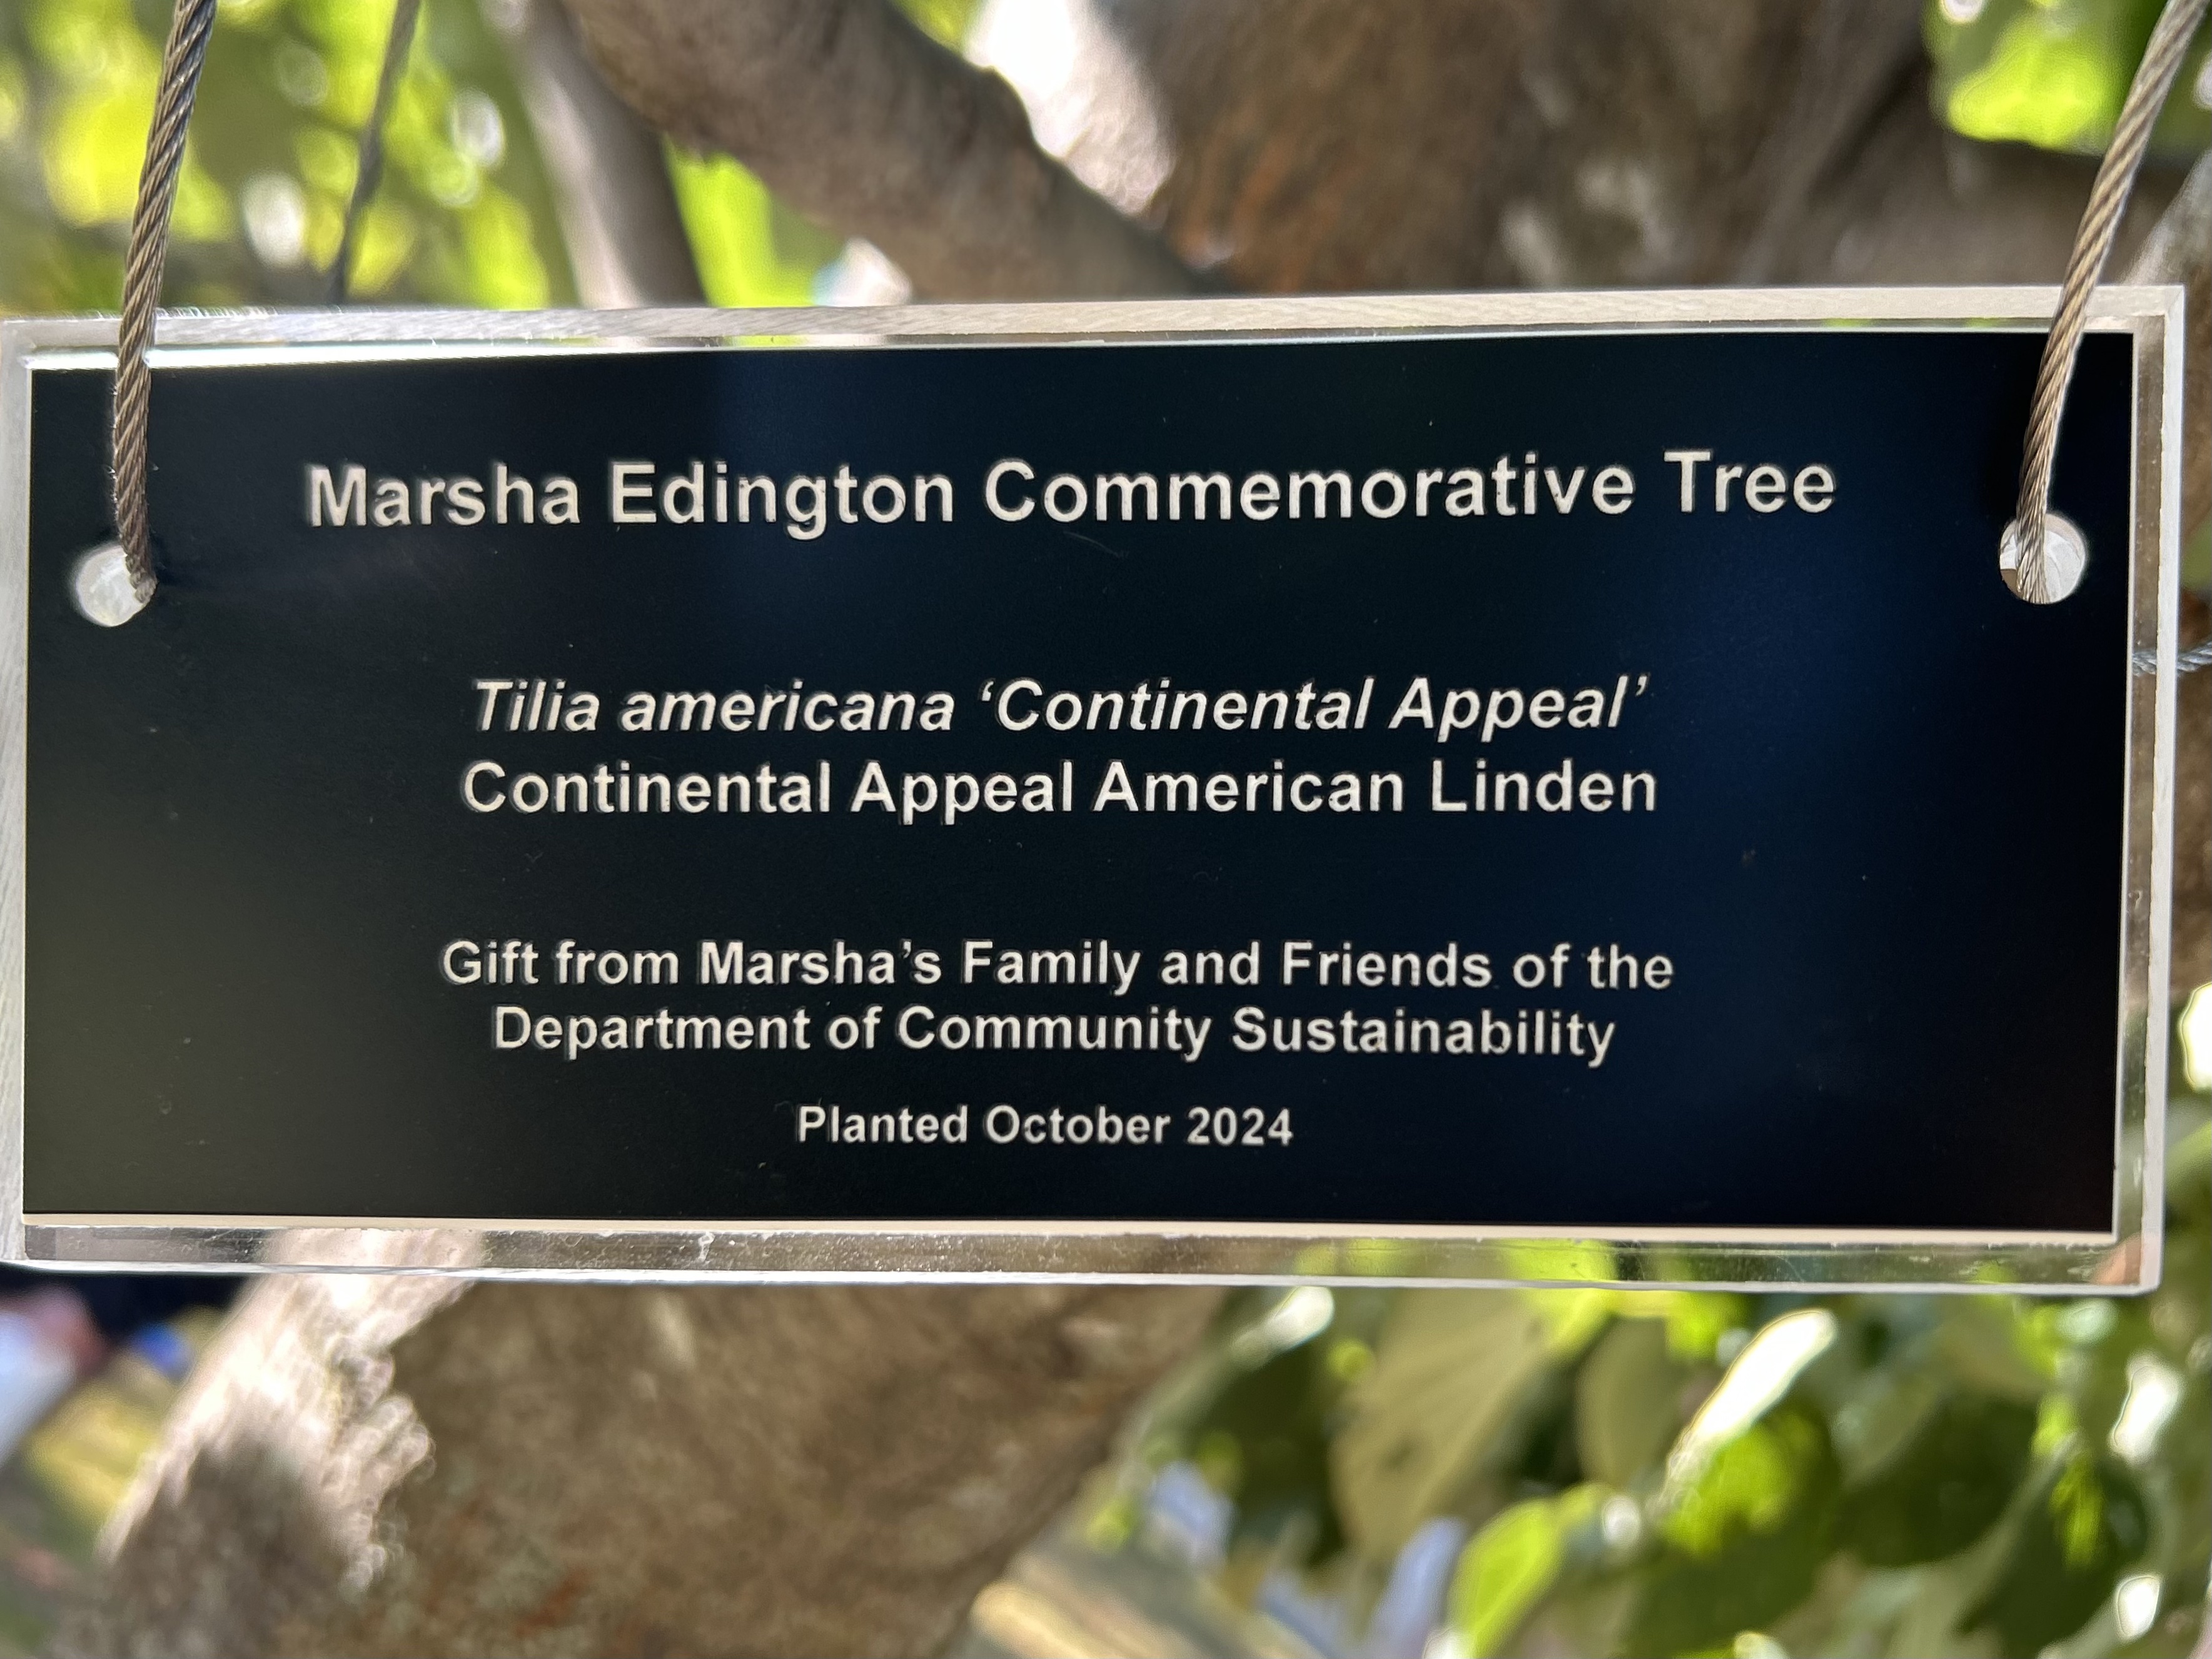 Marsha Edington Commemorative Tree
Tilia americana ‘Continental Appeal’
Continental Appeal American Linden
Gift from Marsha’s Family and Friends of the
Department of Community Sustainability
Planted October 2024